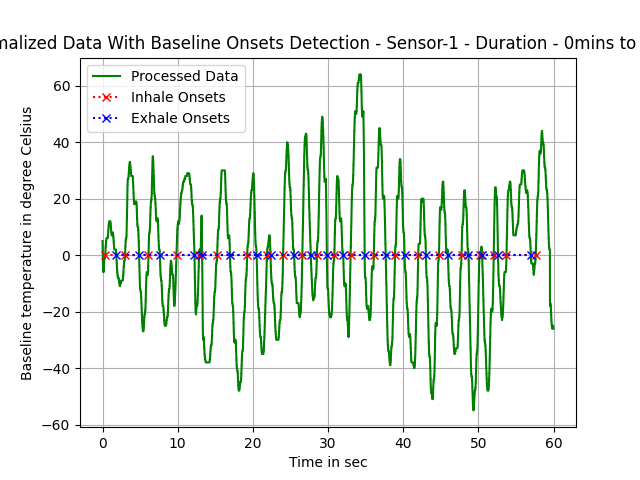 malized Data With Baseline Onsets Detection - Sensor-1 - Duration - 0mins to
Processed Data
Inhale Onsets
Exhale Onsets
Baseline temperature in degree Celsius
60
40
20
0
−20
−40
−60
0 10 20 30 40 50 60
Time in sec